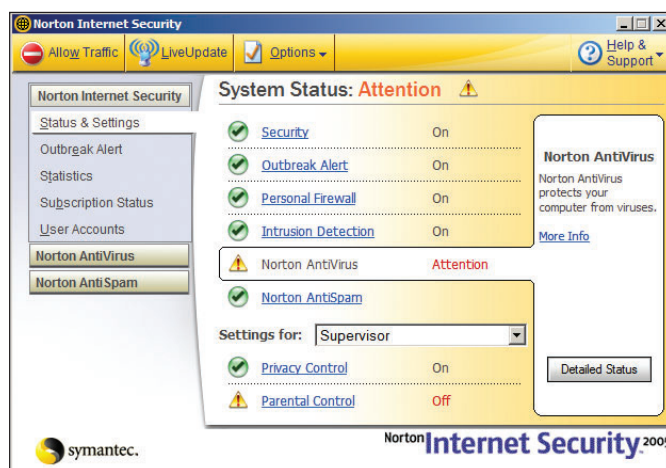 Norton Internet Security
Allow Traffic LiveUpdate Options Help & Support
Norton Internet Security
Status & Settings
Outbreak Alert
Statistics
Subscription Status
User Accounts
Norton AntiVirus
Norton AntiSpam
System Status: Attention
Security On
Outbreak Alert On
Personal Firewall On
Intrusion Detection On
Norton AntiVirus Attention
Norton AntiSpam
Settings for: Supervisor
Privacy Control On
Parental Control Off
Norton AntiVirus
Norton AntiVirus
protects your
computer from viruses.
More Info
Detailed Status
symantec.
Norton Internet Security 2005